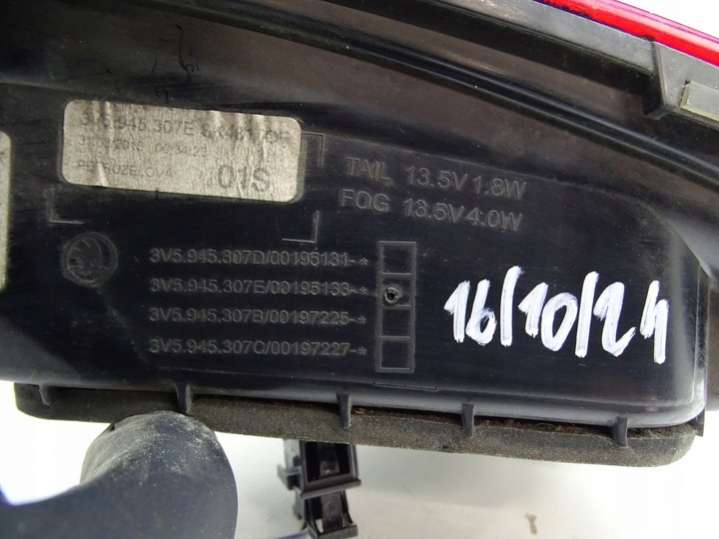 3V5.945.307E
01S
TAIL 13.5V 1.8W
FOG 13.5V 4.0W
3V5.945.307D/00195131-*
3V5.945.307E/00195133-*
3V5.945.307B/00197225-*
3V5.945.307C/00197227-*
16/10/24